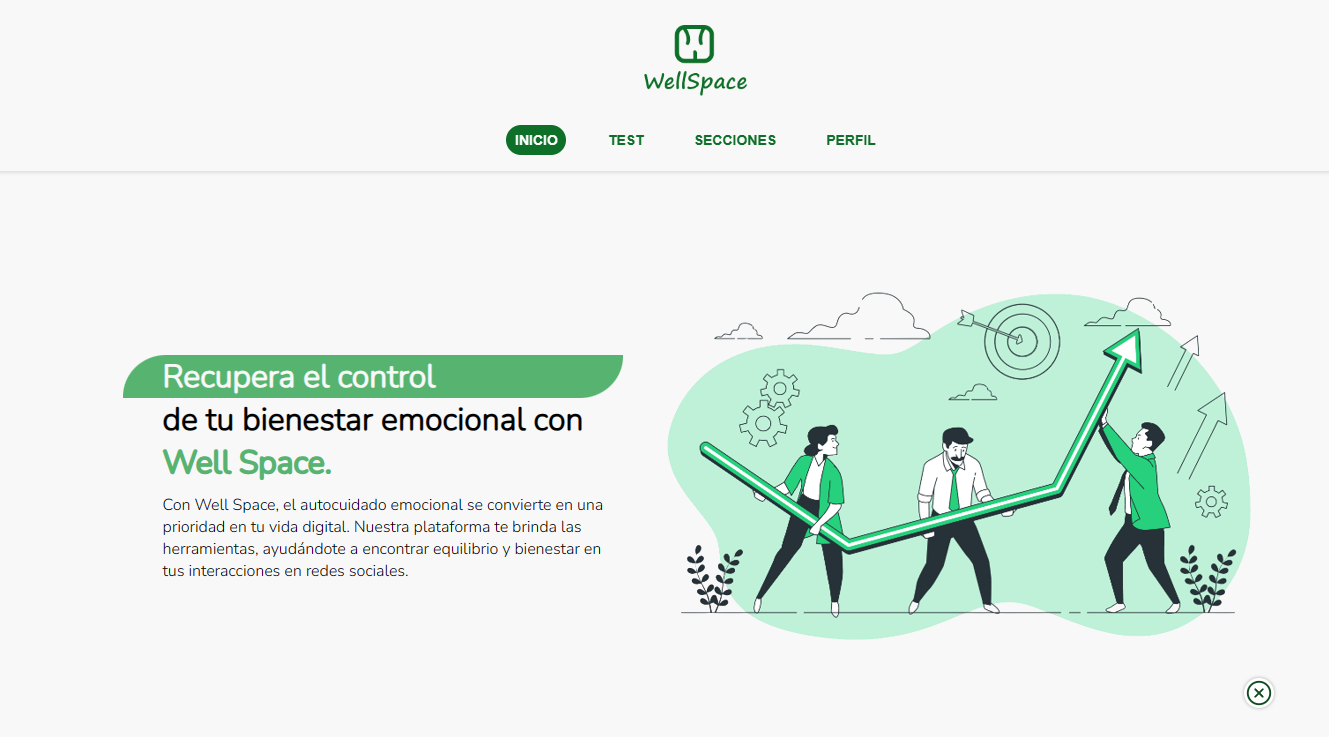 WellSpace
INICIO TEST SECCIONES PERFIL
Recupera el control
de tu bienestar emocional con
Well Space.
Con Well Space, el autocuidado emocional se convierte en una
prioridad en tu vida digital. Nuestra plataforma te brinda las
herramientas, ayudándote a encontrar equilibrio y bienestar en
tus interacciones en redes sociales.